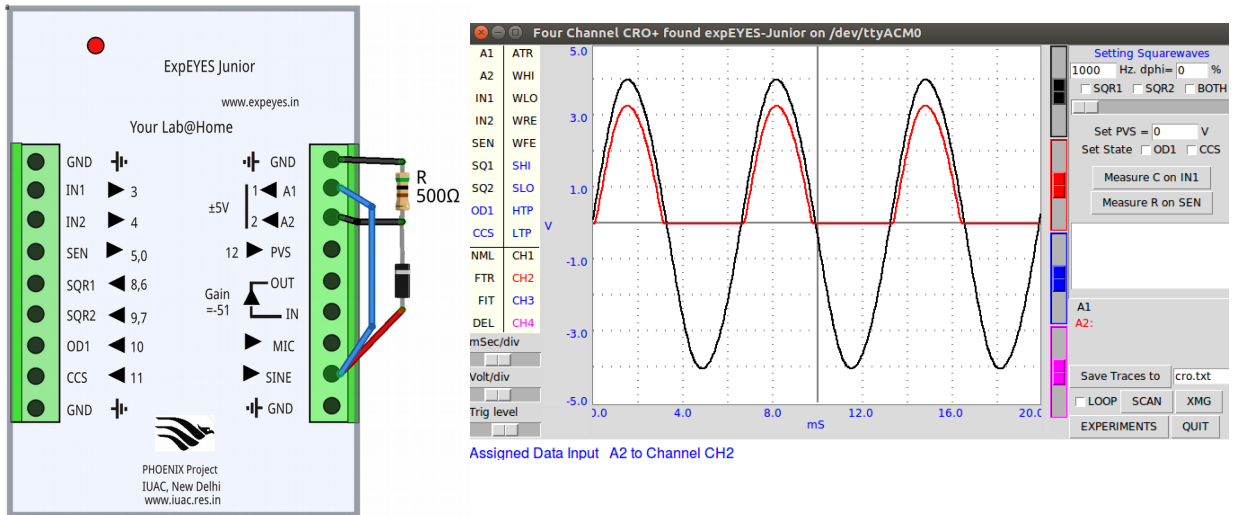 ExpEYES Junior
www.expeyes.in
Your Lab@Home
GND
IN1 3
IN2 4
SEN 5,0
SQR1 8,6
SQR2 9,7
OD1 10
CCS 11
GND
GND
±5V
1 A1
2 A2
12 PVS
Gain
=-51
OUT
IN
MIC
SINE
GND
R
500Ω
PHOENIX Project
IUAC, New Delhi
www.iuac.res.in
Four Channel CRO+ found expEYES-Junior on /dev/ttyACM0
A1 ATR
A2 WHI
IN1 WLO
IN2 WRE
SEN WFE
SQ1 SHI
SQ2 SLO
OD1 HTP
CCS LTP
NML CH1
FTR CH2
FIT CH3
DEL CH4
mSec/div
Volt/div
Trig level
5.0
3.0
1.0
V
-1.0
-3.0
-5.0
0.0 4.0 8.0 12.0 16.0 20.0
mS
Setting Squarewaves
1000 Hz. dphi= 0 %
SQR1 SQR2 BOTH
Set PVS = 0 V
Set State OD1 CCS
Measure C on IN1
Measure R on SEN
A1
A2:
Save Traces to cro.txt
LOOP SCAN XMG
EXPERIMENTS QUIT
Assigned Data Input A2 to Channel CH2